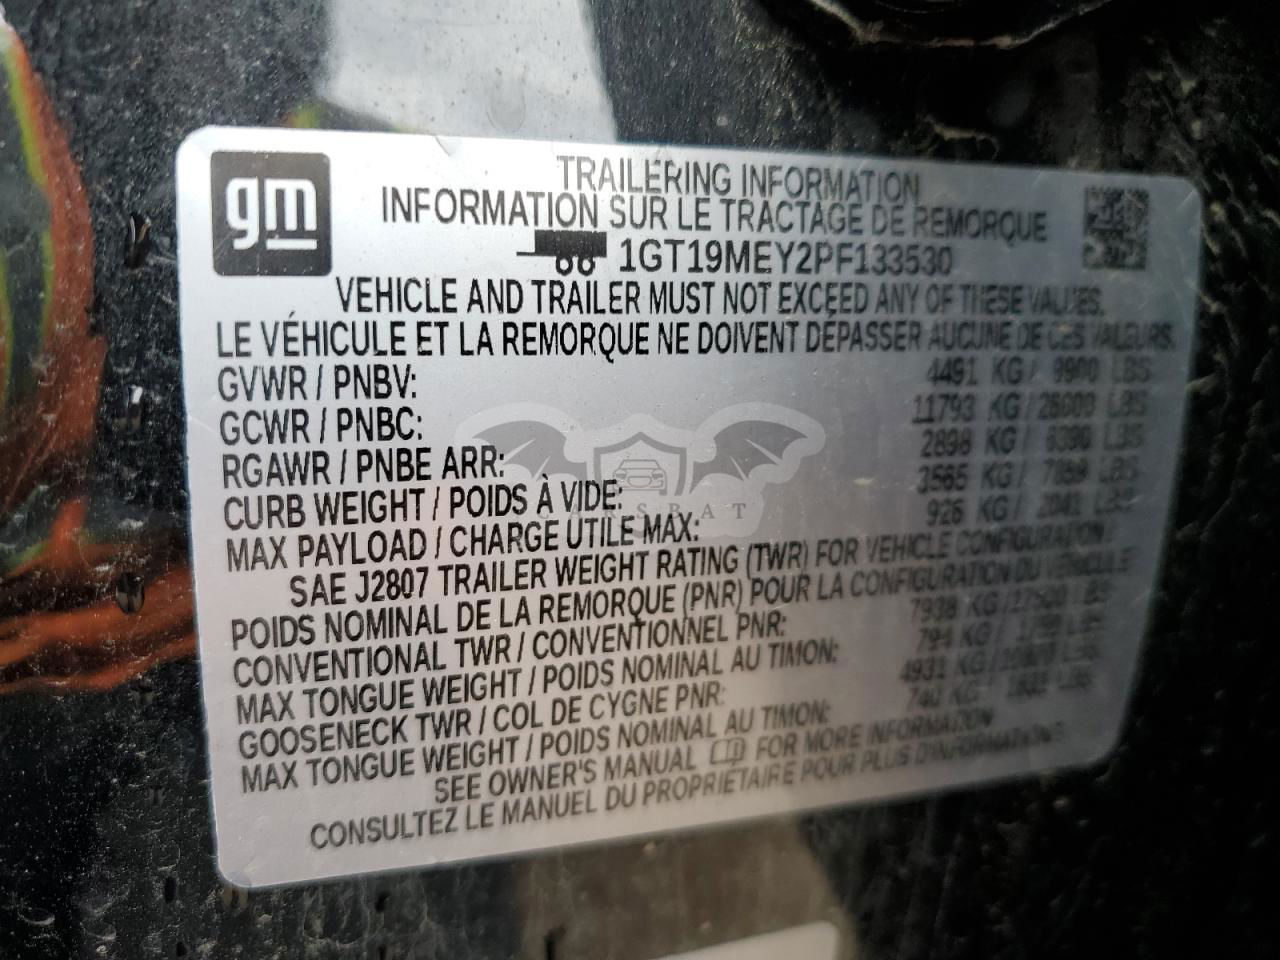 gm
TRAILERING INFORMATION
INFORMATION SUR LE TRACTAGE DE REMORQUE
1GT19MEY2PF133530
VEHICLE AND TRAILER MUST NOT EXCEED ANY OF THESE VALUES.
LE VÉHICULE ET LA REMORQUE NE DOIVENT DÉPASSER AUCUNE DE CES VALEURS.
GVWR / PNBV: 4491 KG / 9900 LBS
GCWR / PNBC: 11793 KG / 26000 LBS
RGAWR / PNBE ARR: 2898 KG / 6390 LBS
CURB WEIGHT / POIDS À VIDE: 3565 KG / LBS
MAX PAYLOAD / CHARGE UTILE MAX: 926 KG / 2041 LBS
SAE J2807 TRAILER WEIGHT RATING (TWR) FOR VEHICLE CONFIGURATION /
POIDS NOMINAL DE LA REMORQUE (PNR) POUR LA CONFIGURATION DU VÉHICULE
CONVENTIONAL TWR / CONVENTIONNEL PNR: 7938 KG / 17500 LBS
MAX TONGUE WEIGHT / POIDS NOMINAL AU TIMON: 794 KG / LBS
GOOSENECK TWR / COL DE CYGNE PNR: 4931 KG / LBS
MAX TONGUE WEIGHT / POIDS NOMINAL AU TIMON: 740 KG / LBS
SEE OWNER'S MANUAL FOR MORE INFORMATION
CONSULTEZ LE MANUEL DU PROPRIÉTAIRE POUR PLUS D'INFORMATIONS